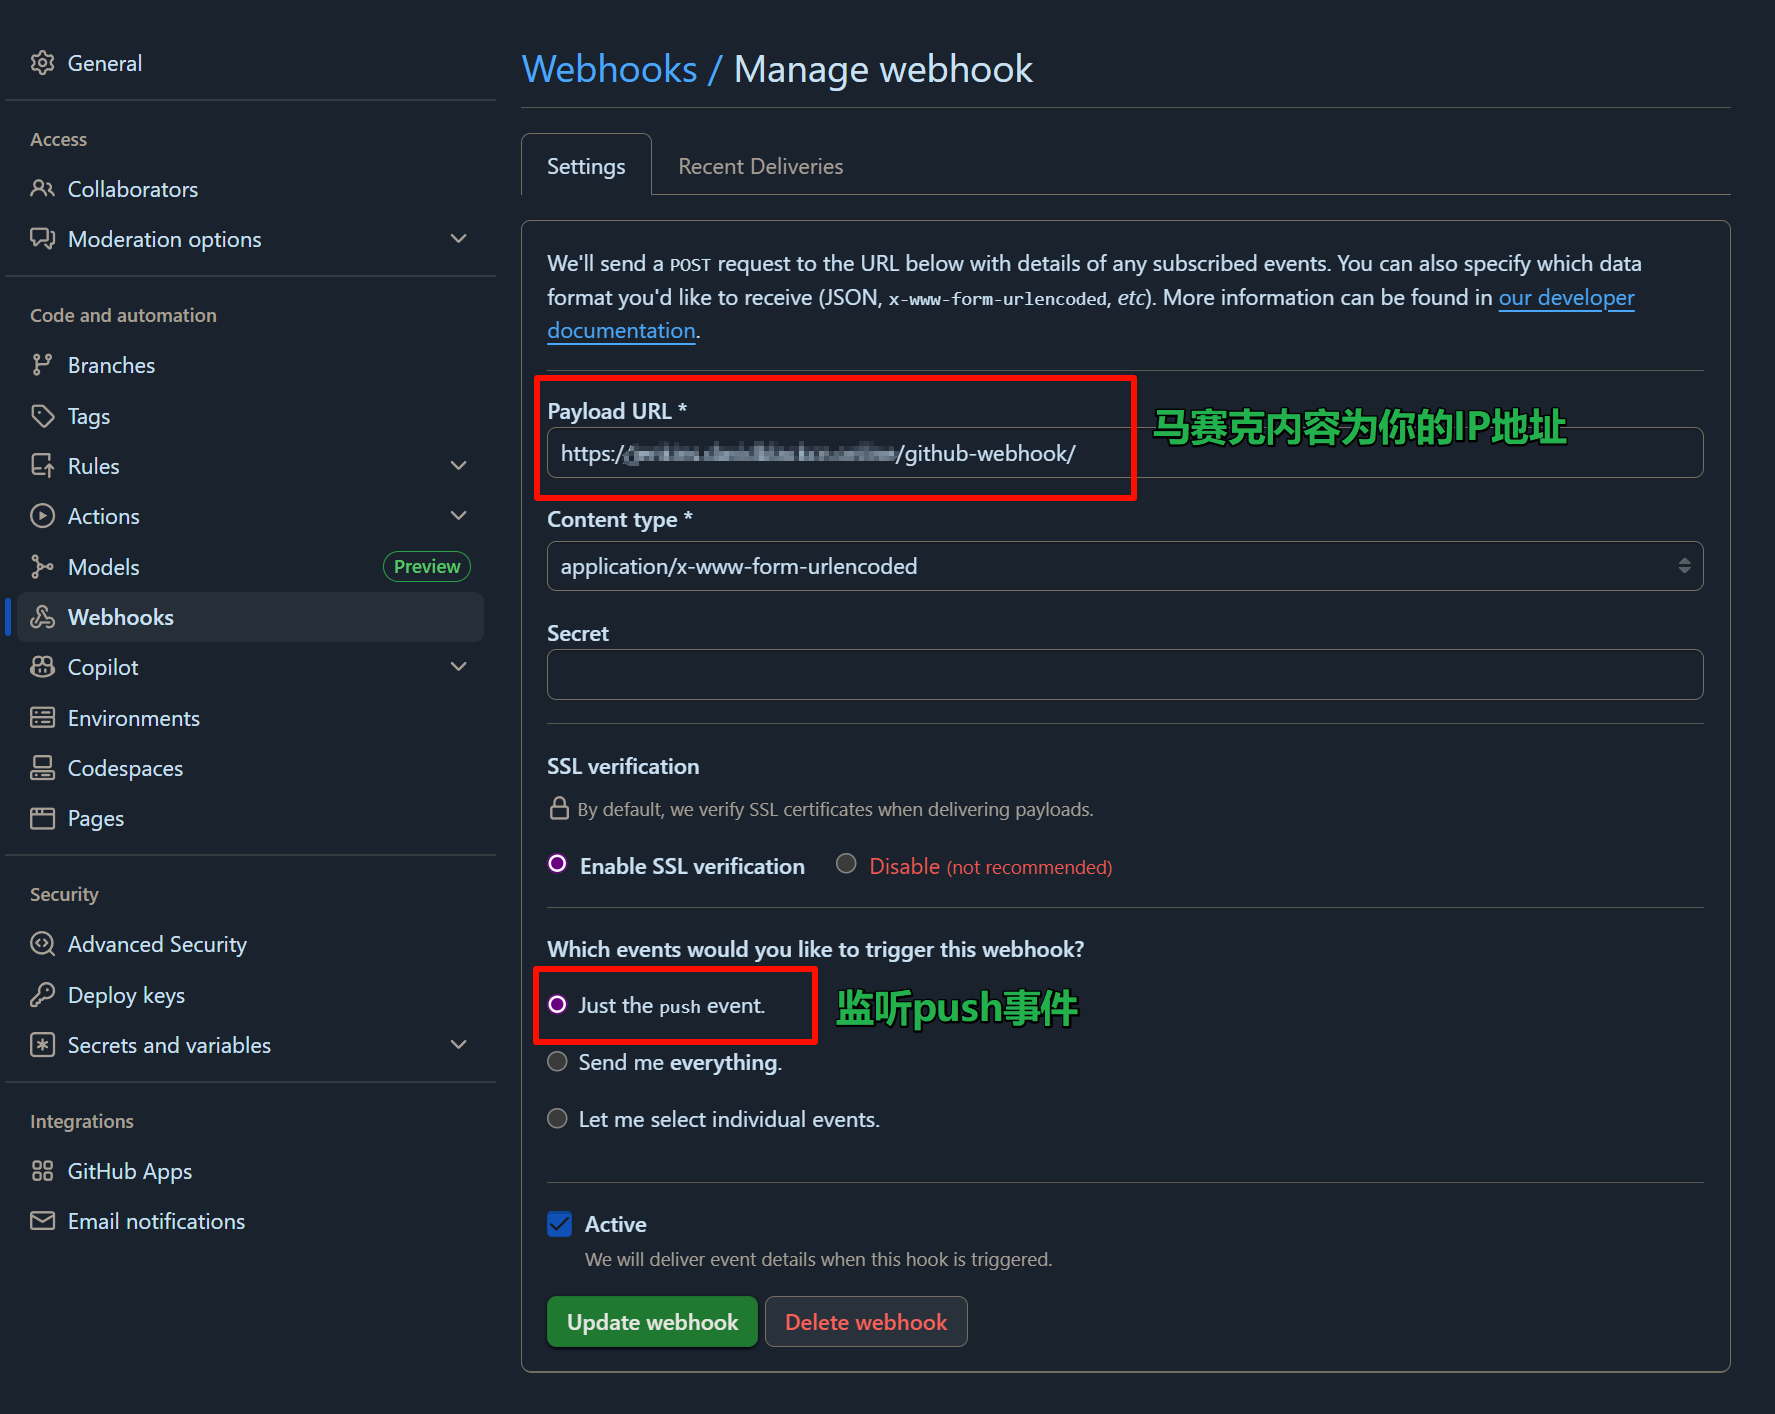 General
Access
Collaborators
Moderation options
Code and automation
Branches
Tags
Rules
Actions
Models Preview
Webhooks
Copilot
Environments
Codespaces
Pages
Security
Advanced Security
Deploy keys
Secrets and variables
Integrations
GitHub Apps
Email notifications
Webhooks / Manage webhook
Settings Recent Deliveries
We'll send a POST request to the URL below with details of any subscribed events. You can also specify which data
format you'd like to receive (JSON, x-www-form-urlencoded, etc). More information can be found in our developer
documentation.
Payload URL *
马赛克内容为你的IP地址
https:/ /github-webhook/
Content type *
application/x-www-form-urlencoded
Secret
SSL verification
By default, we verify SSL certificates when delivering payloads.
Enable SSL verification Disable (not recommended)
Which events would you like to trigger this webhook?
Just the push event.
监听push事件
Send me everything.
Let me select individual events.
Active
We will deliver event details when this hook is triggered.
Update webhook Delete webhook